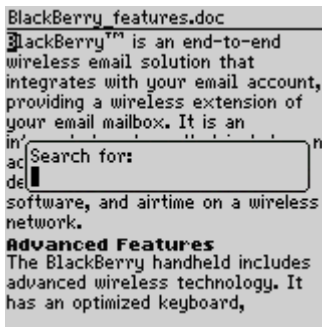 BlackBerry_features.doc
BlackBerry™ is an end-to-end
wireless email solution that
integrates with your email account,
providing a wireless extension of
your email mailbox. It is an
Search for:
software, and airtime on a wireless
network.
Advanced Features
The BlackBerry handheld includes
advanced wireless technology. It
has an optimized keyboard,